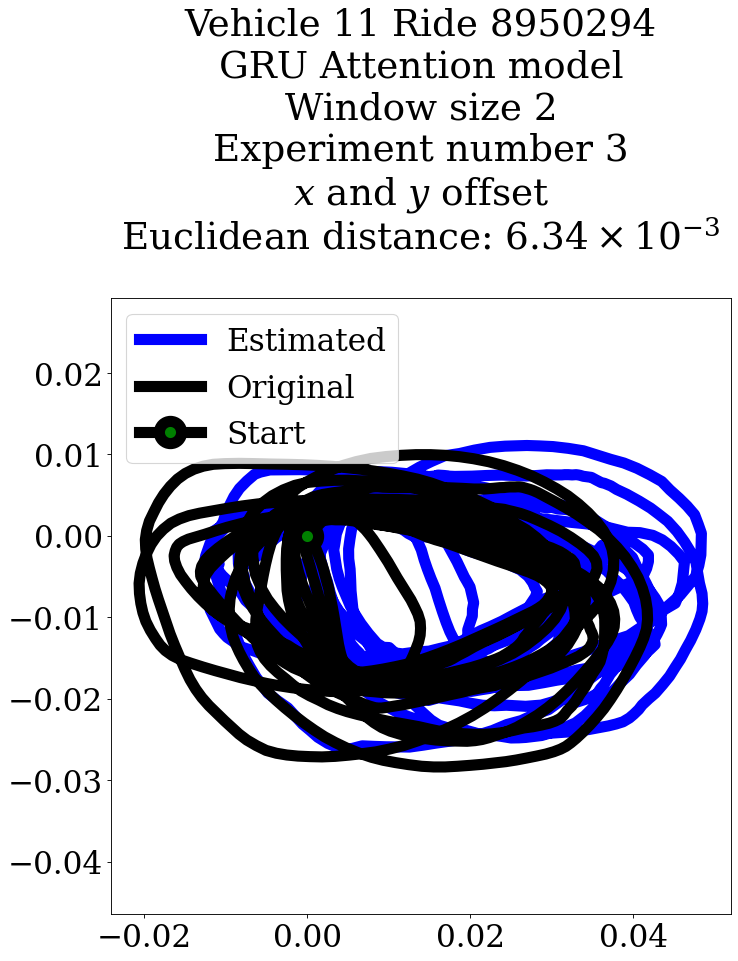 Vehicle 11 Ride 8950294
GRU Attention model
Window size 2
Experiment number 3
x and y offset
Euclidean distance: 6.34 × 10⁻³
Estimated
Original
Start
0.02
0.01
0.00
−0.01
−0.02
−0.03
−0.04
−0.02 0.00 0.02 0.04